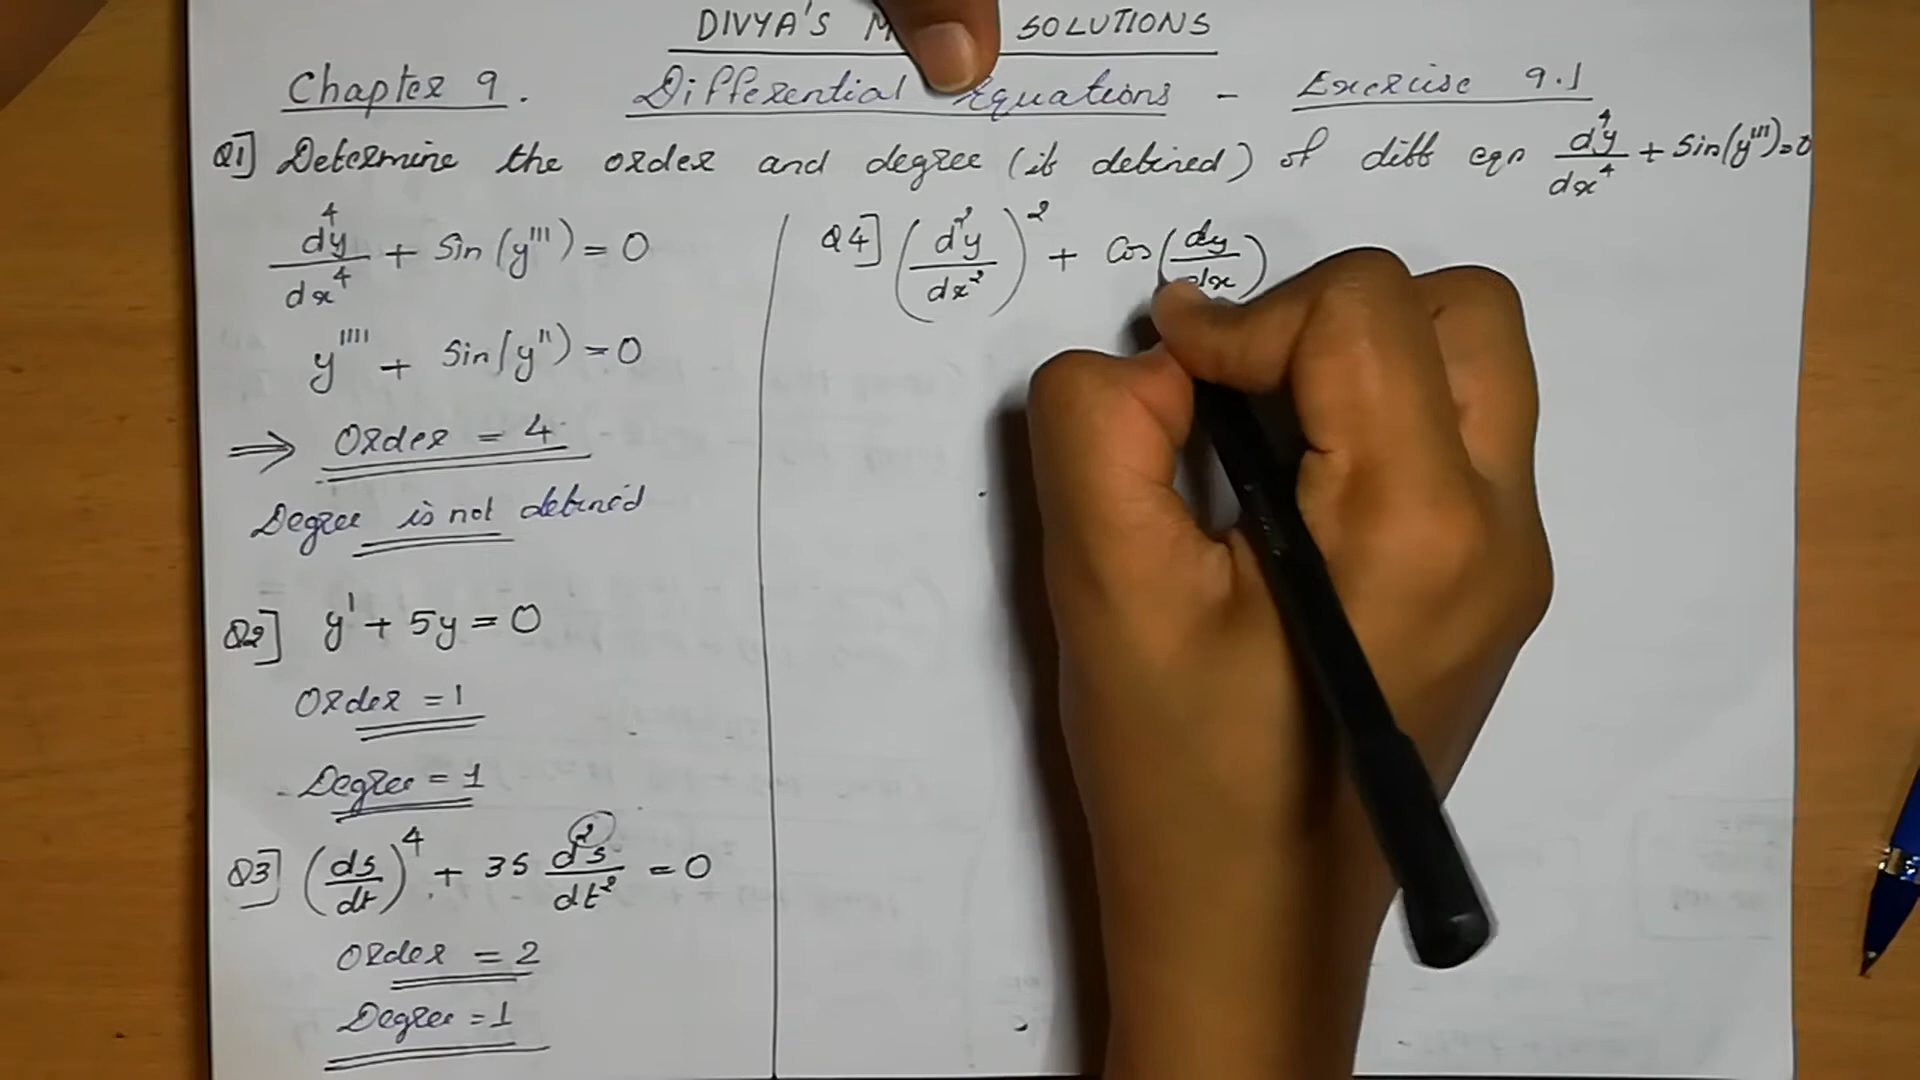 DIVYA'S SOLUTIONS
Chapter 9. Differential Equations - Exercise 9.1
Q1] Determine the order and degree (if defined) of diff eqn d⁴y/dx⁴ + Sin(y''') = 0
d⁴y/dx⁴ + Sin(y''') = 0
y'''' + Sin(y''') = 0
⇒ Order = 4
Degree is not defined
Q2] y' + 5y = 0
Order = 1
Degree = 1
Q3] (ds/dt)⁴ + 3s d²s/dt² = 0
Order = 2
Degree = 1
Q4] (d²y/dx²)² + Cos(dy/dx)